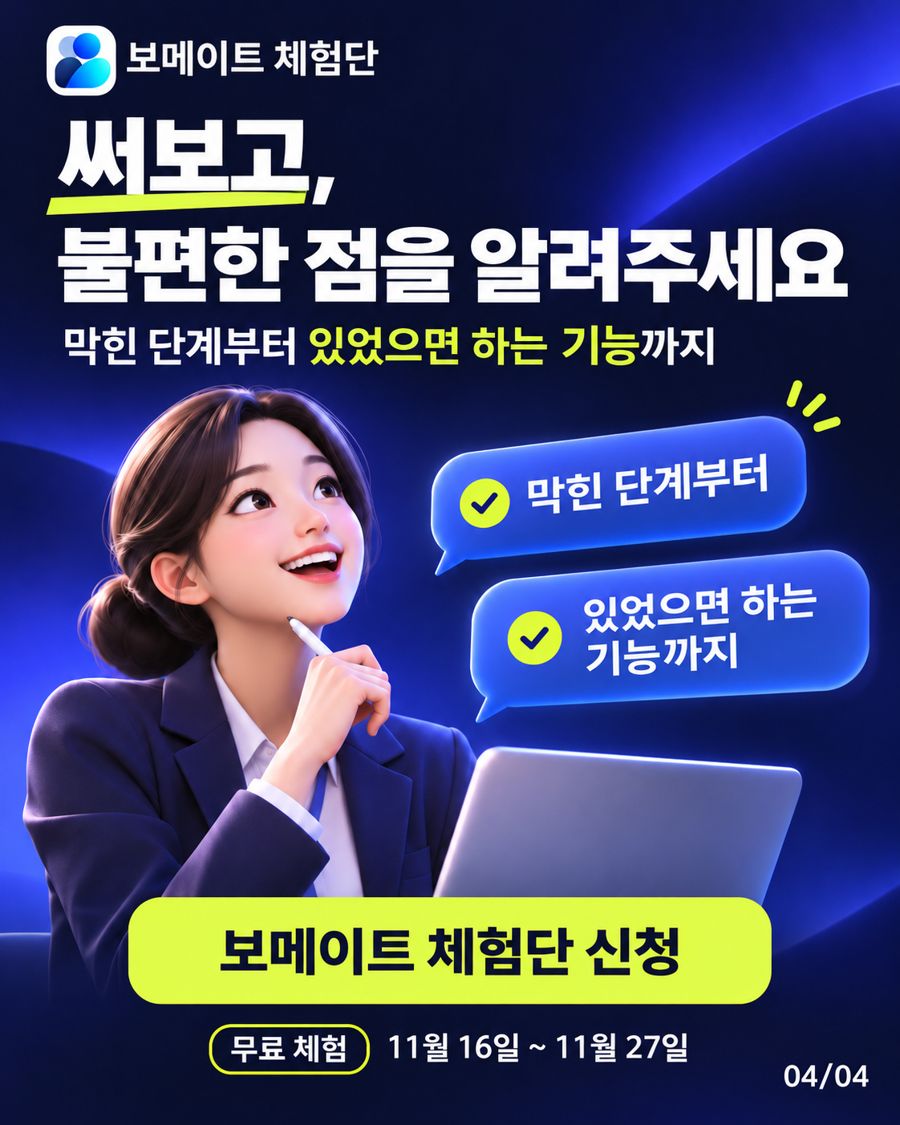 보메이트 체험단
써보고,
불편한 점을 알려주세요
막힌 단계부터 있었으면 하는 기능까지
막힌 단계부터
있었으면 하는
기능까지
보메이트 체험단 신청
무료 체험 11월 16일 ~ 11월 27일
04/04